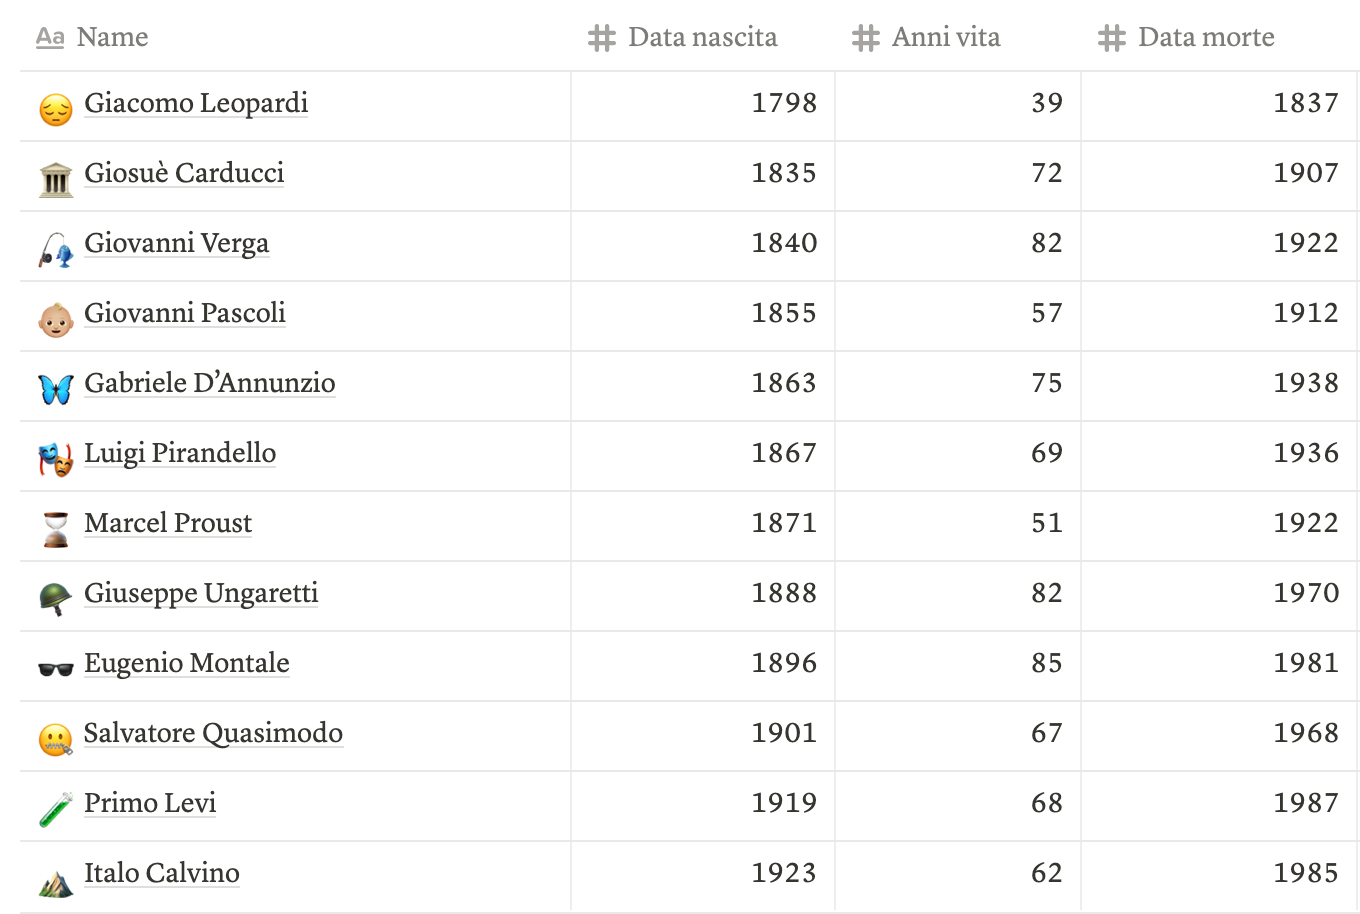 Aa Name # Data nascita # Anni vita # Data morte
Giacomo Leopardi 1798 39 1837
Giosuè Carducci 1835 72 1907
Giovanni Verga 1840 82 1922
Giovanni Pascoli 1855 57 1912
Gabriele D’Annunzio 1863 75 1938
Luigi Pirandello 1867 69 1936
Marcel Proust 1871 51 1922
Giuseppe Ungaretti 1888 82 1970
Eugenio Montale 1896 85 1981
Salvatore Quasimodo 1901 67 1968
Primo Levi 1919 68 1987
Italo Calvino 1923 62 1985